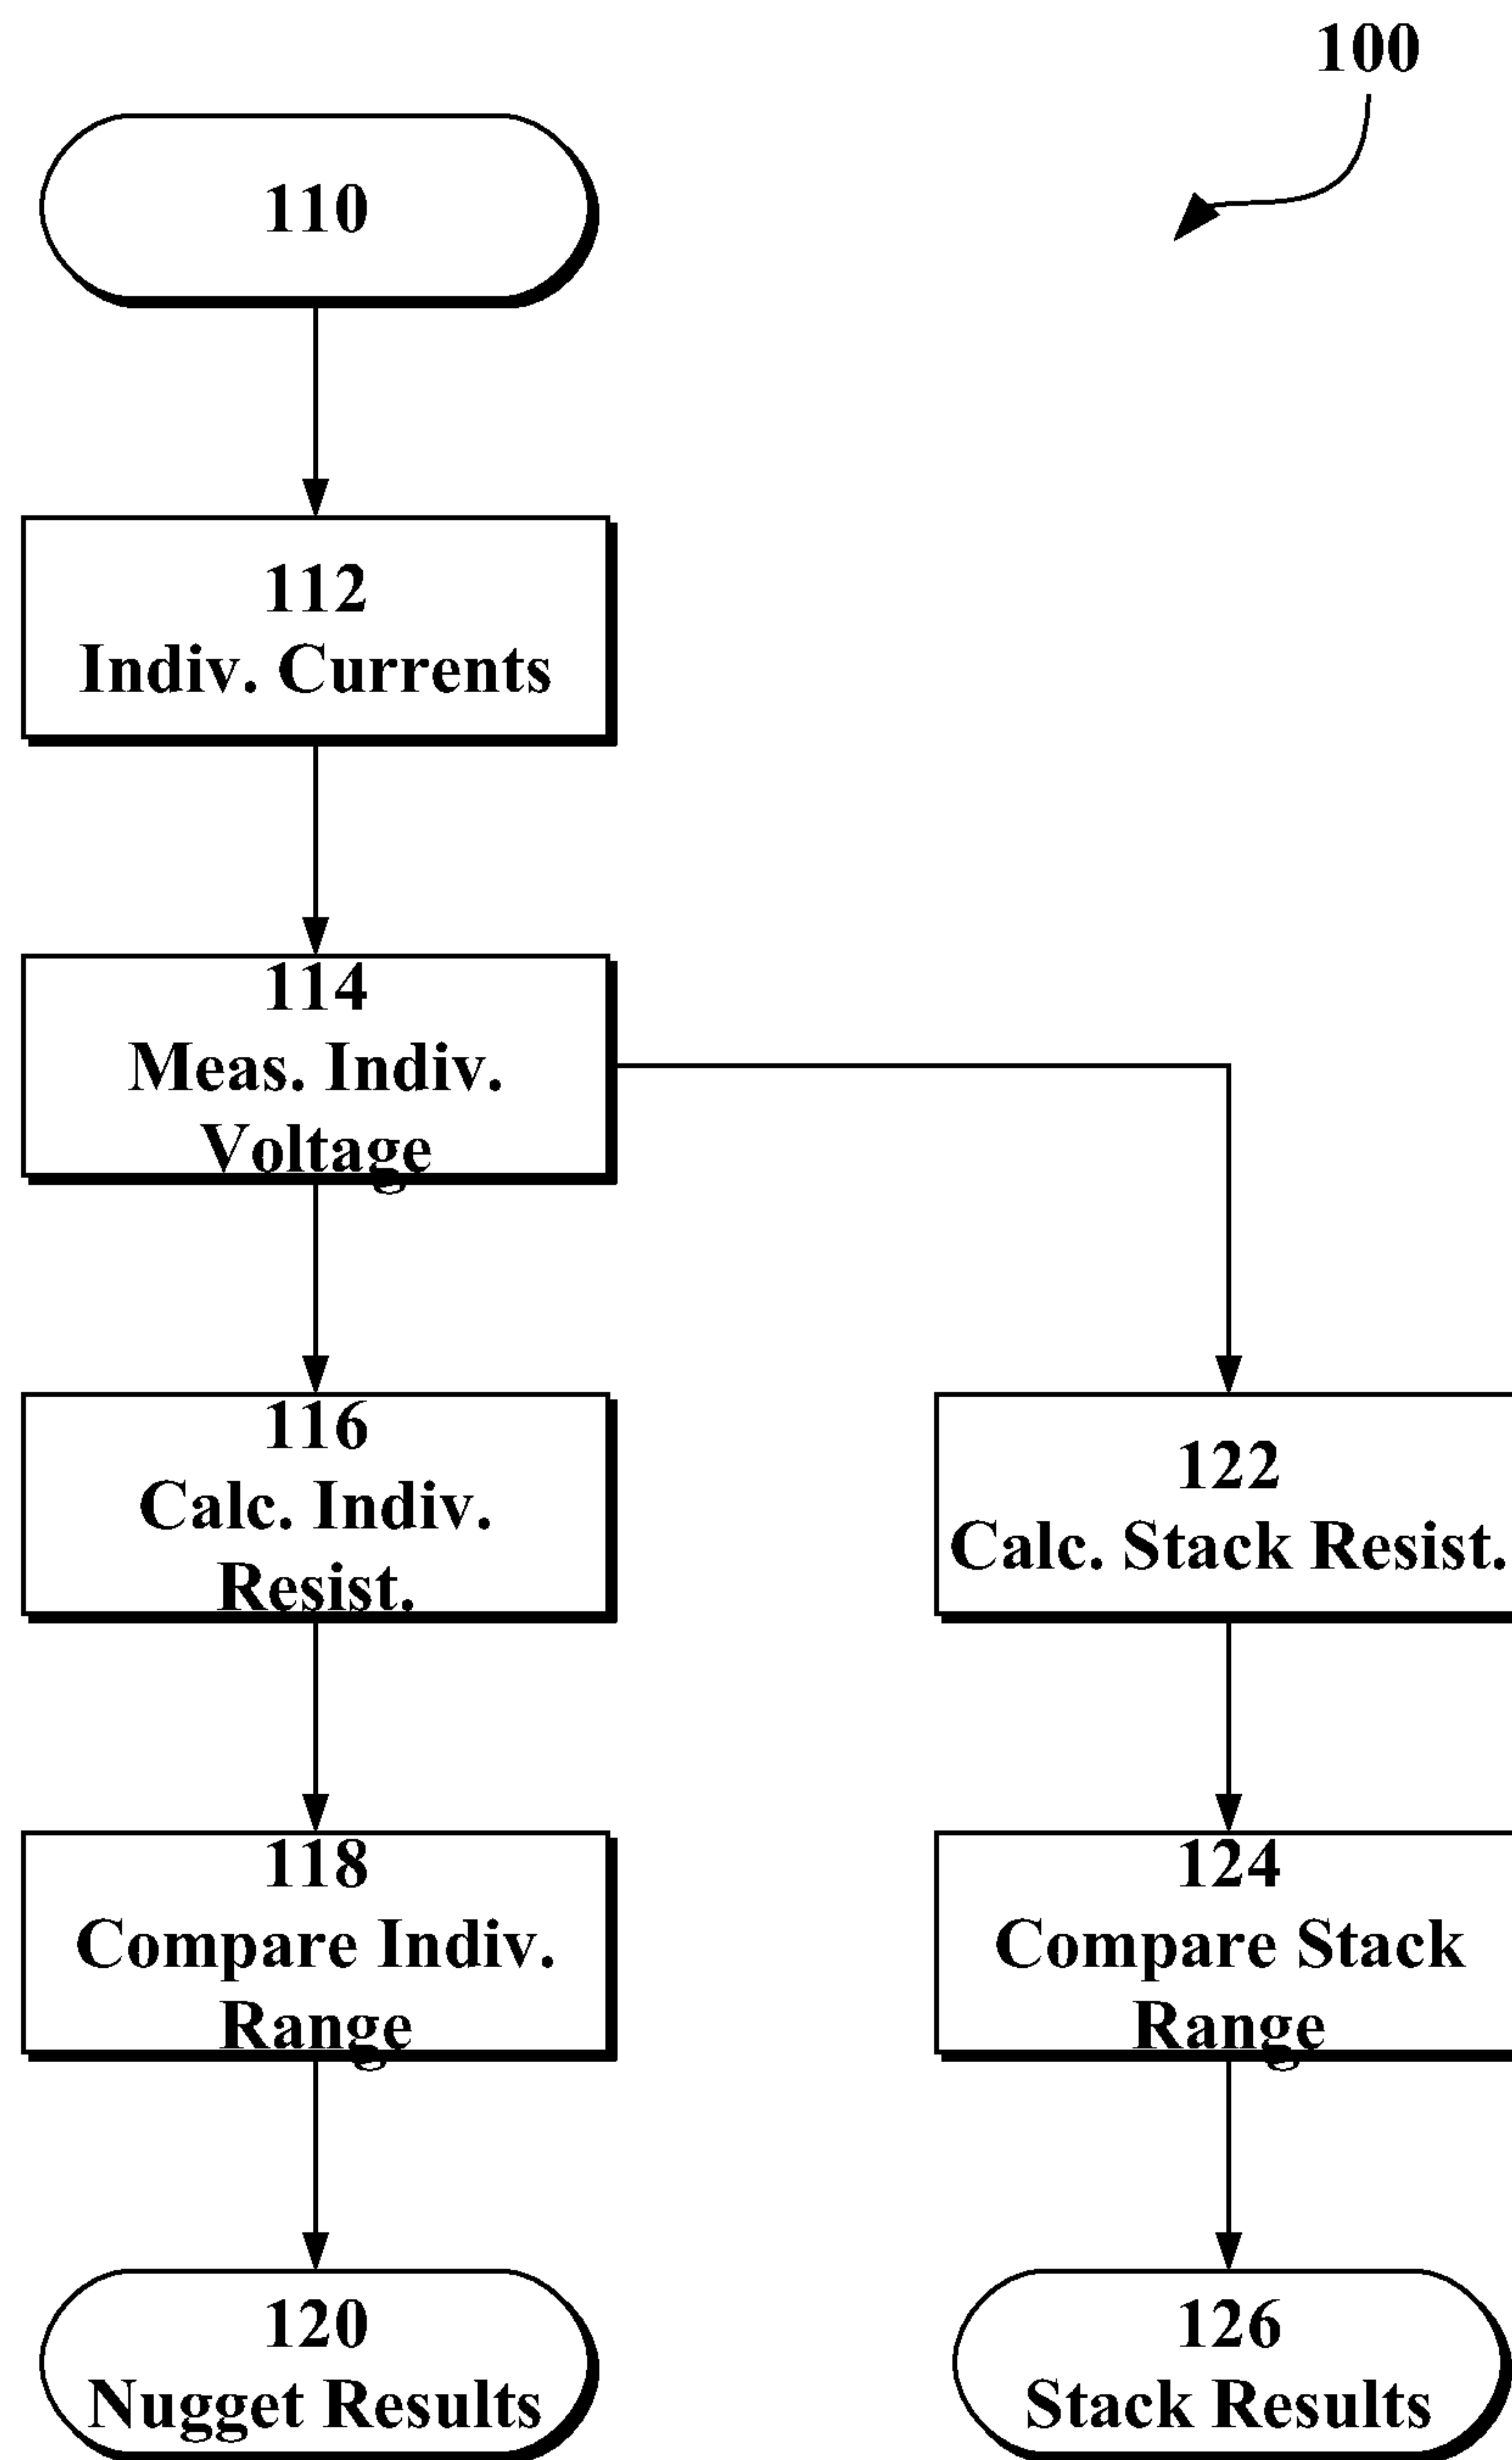 100
110
112
Indiv. Currents
114
Meas. Indiv.
Voltage
116
Calc. Indiv.
Resist.
122
Calc. Stack Resist.
118
Compare Indiv.
Range
124
Compare Stack
Range
120
Nugget Results
126
Stack Results